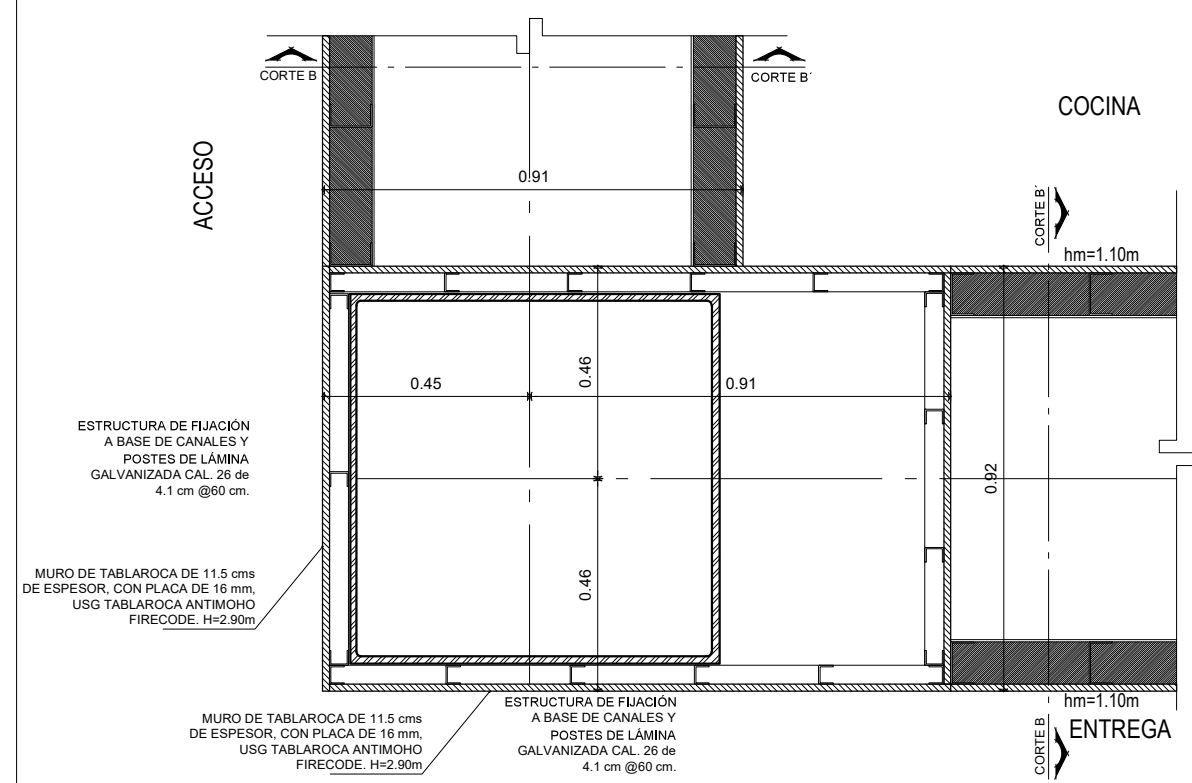 CORTE B
CORTE B´
COCINA
ACCESO
0.91
CORTE B´
hm=1.10m
0.45
0.46
0.91
ESTRUCTURA DE FIJACIÓN
A BASE DE CANALES Y
POSTES DE LÁMINA
GALVANIZADA CAL. 26 de
4.1 cm @60 cm.
0.92
0.46
MURO DE TABLAROCA DE 11.5 cms
DE ESPESOR, CON PLACA DE 16 mm,
USG TABLAROCA ANTIMOHO
FIRECODE. H=2.90m
MURO DE TABLAROCA DE 11.5 cms
DE ESPESOR, CON PLACA DE 16 mm,
USG TABLAROCA ANTIMOHO
FIRECODE. H=2.90m
ESTRUCTURA DE FIJACIÓN
A BASE DE CANALES Y
POSTES DE LÁMINA
GALVANIZADA CAL. 26 de
4.1 cm @60 cm.
hm=1.10m
ENTREGA
CORTE B